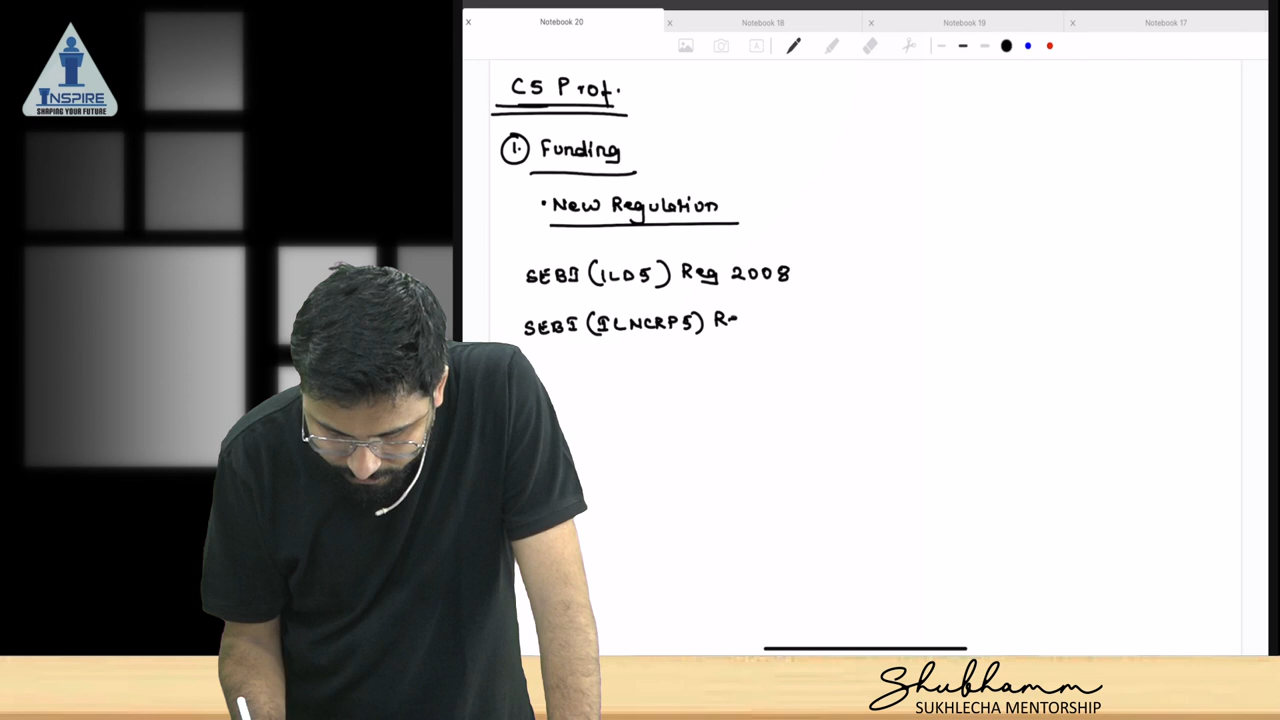 Notebook 20
Notebook 18
Notebook 19
Notebook 17
INSPIRE
SHAPING YOUR FUTURE
CS Prof.
1. Funding
• New Regulation
SEBI (ILDS) Reg 2008
SEBI (ILNCRPS) Re
Shubhamm
SUKHLECHA MENTORSHIP